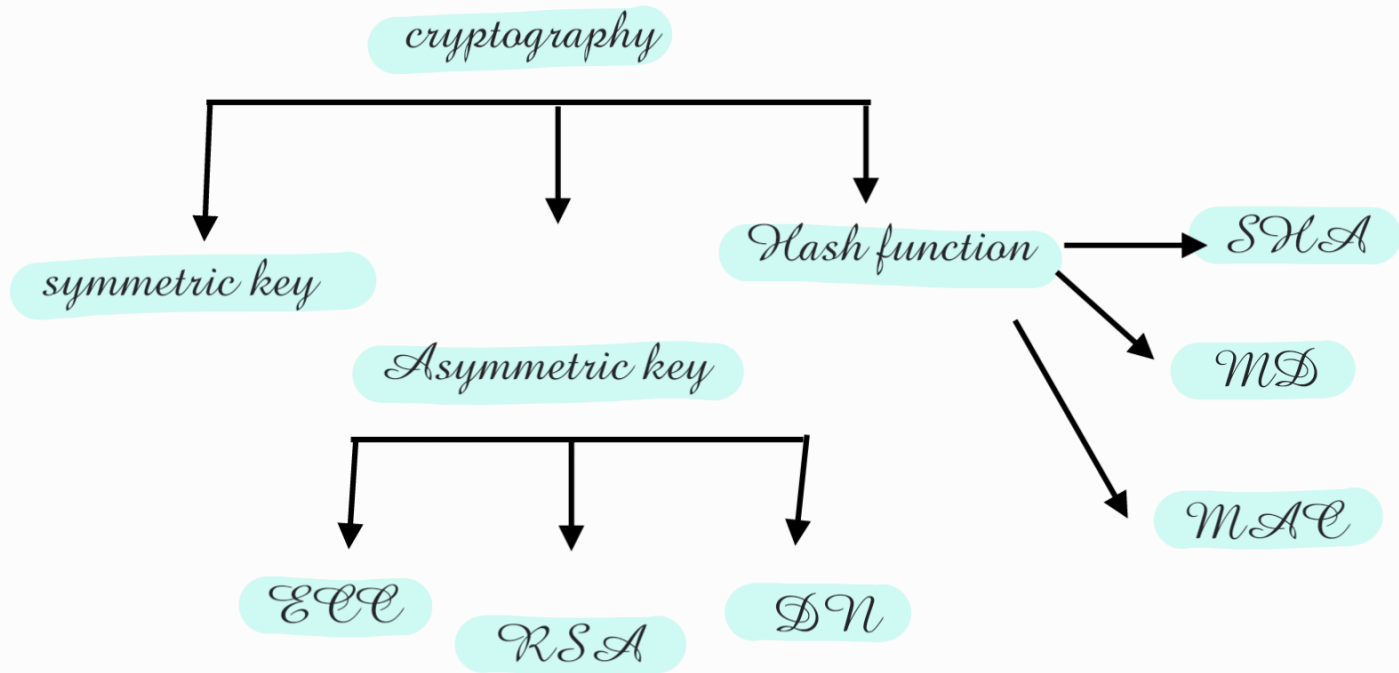 cryptography
symmetric key
Asymmetric key
Hash function
SHA
MD
MAC
ECC
RSA
DN